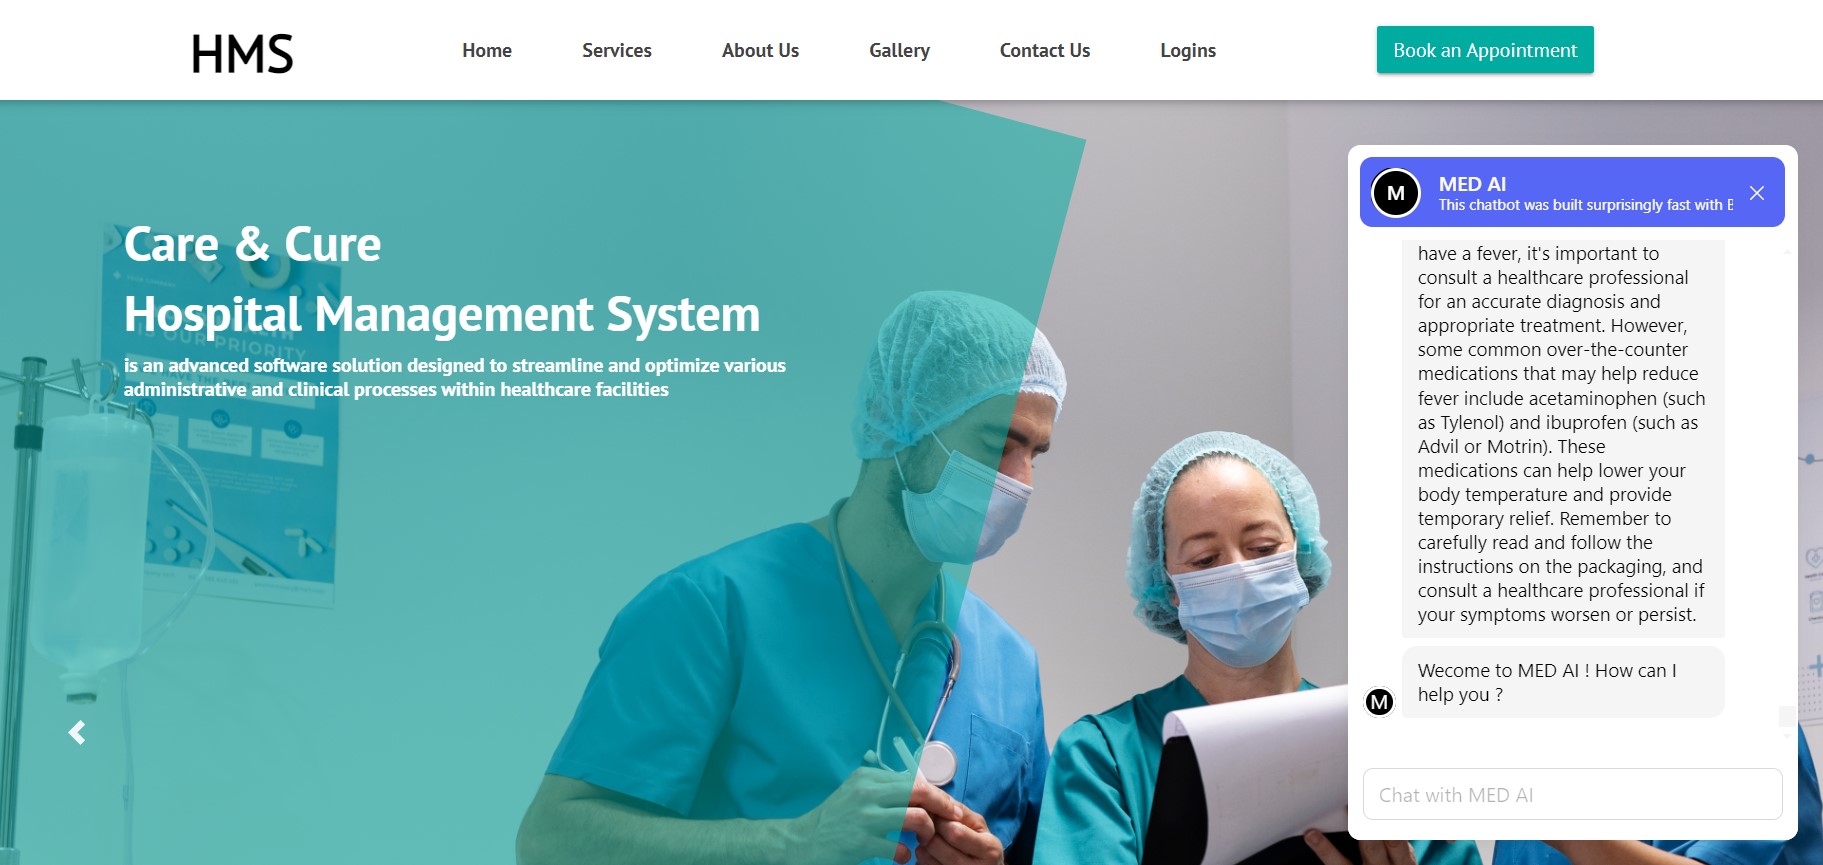 HMS
Home
Services
About Us
Gallery
Contact Us
Logins
Book an Appointment
Care & Cure
Hospital Management System
is an advanced software solution designed to streamline and optimize various
administrative and clinical processes within healthcare facilities
IS OUR PRIORITY
M
MED AI
This chatbot was built surprisingly fast with
have a fever, it's important to
consult a healthcare professional
for an accurate diagnosis and
appropriate treatment. However,
some common over-the-counter
medications that may help reduce
fever include acetaminophen (such
as Tylenol) and ibuprofen (such as
Advil or Motrin). These
medications can help lower your
body temperature and provide
temporary relief. Remember to
carefully read and follow the
instructions on the packaging, and
consult a healthcare professional if
your symptoms worsen or persist.
Wecome to MED AI ! How can I
help you ?
M
Chat with MED AI